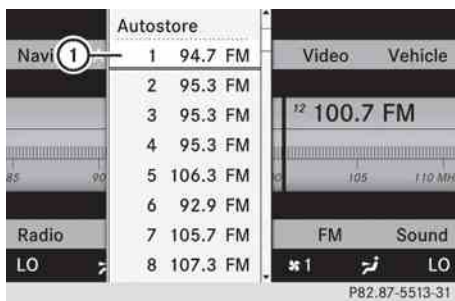 Autostore
Navi 1 1 94.7 FM Video Vehicle
2 95.3 FM
3 95.3 FM 12 100.7 FM
4 95.3 FM
85 90 5 106.3 FM 105 110 MH
6 92.9 FM
Radio 7 105.7 FM FM Sound
LO 8 107.3 FM 1 LO
P82.87-5513-31